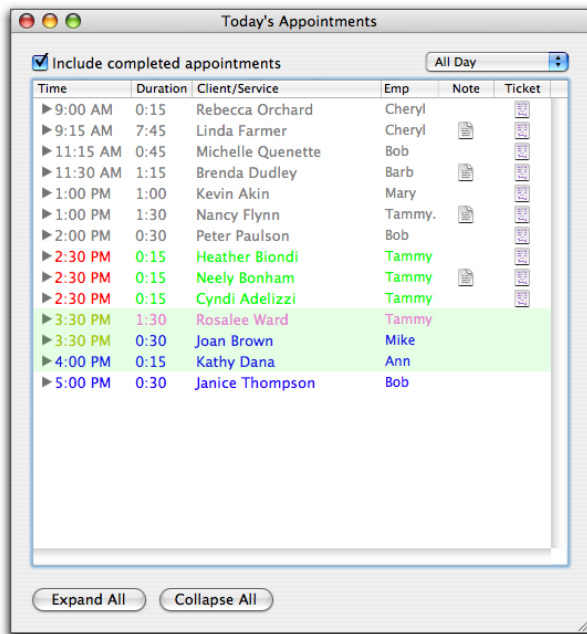 Today's Appointments
Include completed appointments All Day
Time Duration Client/Service Emp Note Ticket
9:00 AM 0:15 Rebecca Orchard Cheryl
9:15 AM 7:45 Linda Farmer Cheryl
11:15 AM 0:45 Michelle Quenette Bob
11:30 AM 1:15 Brenda Dudley Barb
1:00 PM 1:00 Kevin Akin Mary
1:00 PM 1:30 Nancy Flynn Tammy.
2:00 PM 0:30 Peter Paulson Bob
2:30 PM 0:15 Heather Biondi Tammy
2:30 PM 0:15 Neely Bonham Tammy
2:30 PM 0:15 Cyndi Adelizzi Tammy
3:30 PM 1:30 Rosalee Ward Tammy
3:30 PM 0:30 Joan Brown Mike
4:00 PM 0:15 Kathy Dana Ann
5:00 PM 0:30 Janice Thompson Bob
Expand All Collapse All